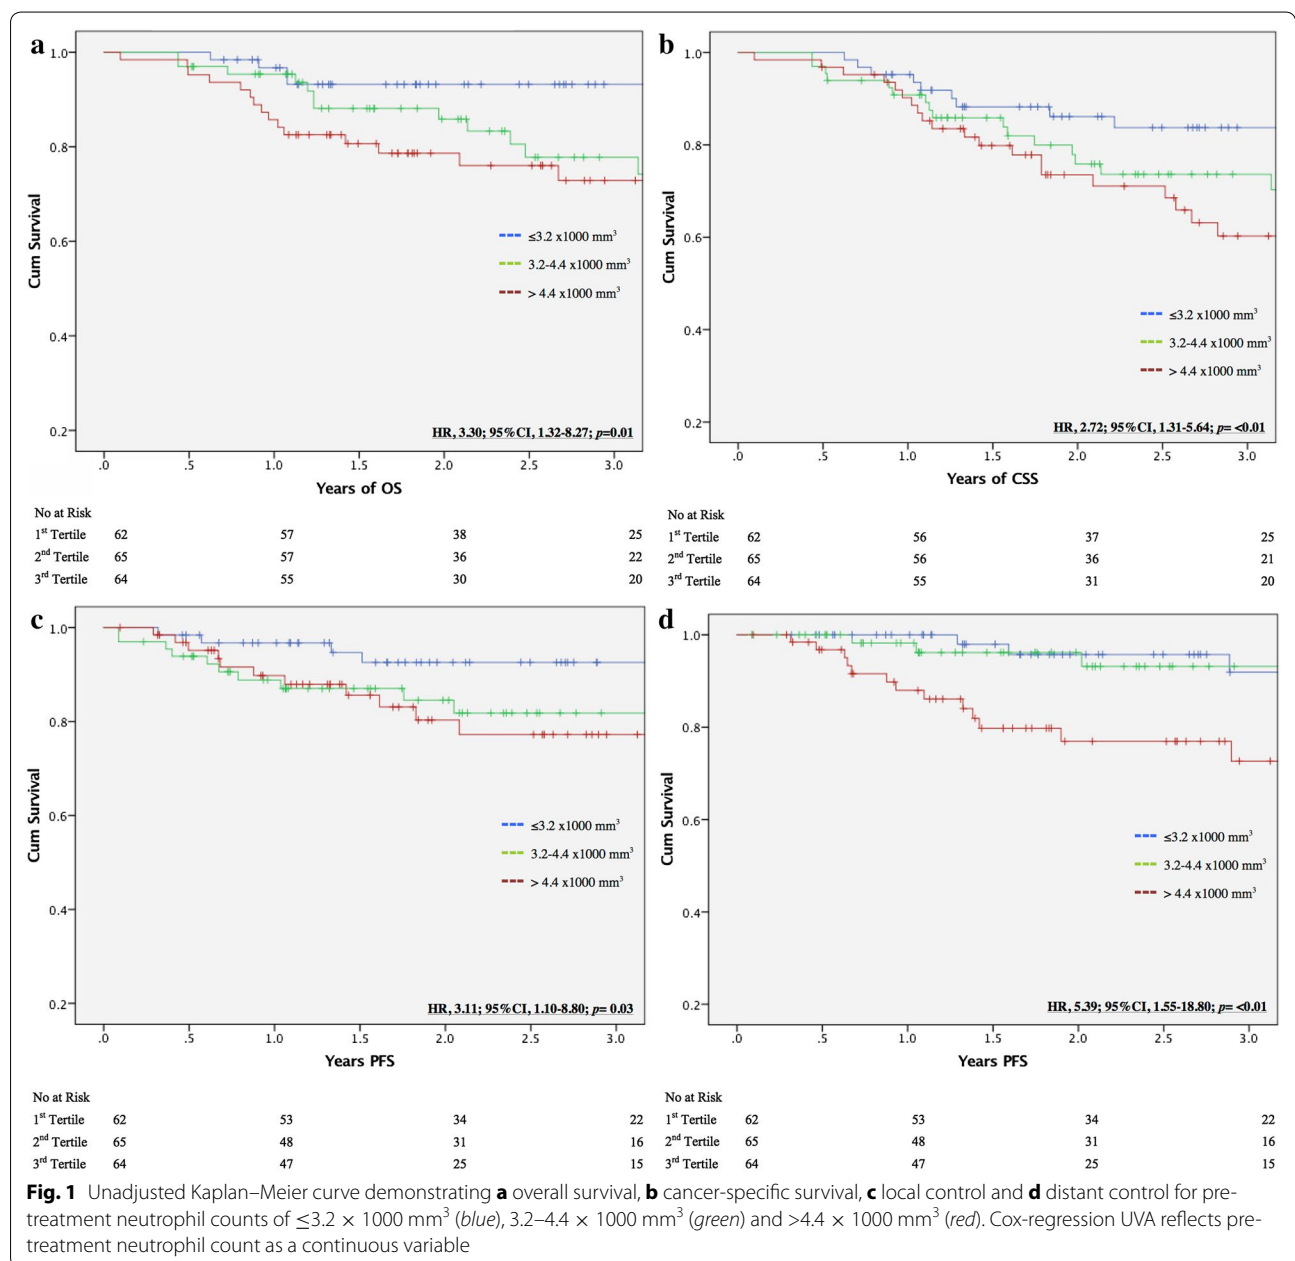 a
1.0
0.8
0.6
0.4
0.2
Cum Survival
≤3.2 x1000 mm³
3.2-4.4 x1000 mm³
> 4.4 x1000 mm³
HR, 3.30; 95%CI, 1.32-8.27; p=0.01
.0 .5 1.0 1.5 2.0 2.5 3.0
Years of OS
No at Risk
1st Tertile 62 57 38 25
2nd Tertile 65 57 36 22
3rd Tertile 64 55 30 20
b
1.0
0.8
0.6
0.4
0.2
Cum Survival
≤3.2 x1000 mm³
3.2-4.4 x1000 mm³
> 4.4 x1000 mm³
HR, 2.72; 95%CI, 1.31-5.64; p= <0.01
.0 .5 1.0 1.5 2.0 2.5 3.0
Years of CSS
No at Risk
1st Tertile 62 56 37 25
2nd Tertile 65 56 36 21
3rd Tertile 64 55 31 20
c
1.0
0.8
0.6
0.4
0.2
Cum Survival
≤3.2 x1000 mm³
3.2-4.4 x1000 mm³
> 4.4 x1000 mm³
HR, 3.11; 95%CI, 1.10-8.80; p= 0.03
.0 .5 1.0 1.5 2.0 2.5 3.0
Years PFS
No at Risk
1st Tertile 62 53 34 22
2nd Tertile 65 48 31 16
3rd Tertile 64 47 25 15
d
1.0
0.8
0.6
0.4
0.2
Cum Survival
≤3.2 x1000 mm³
3.2-4.4 x1000 mm³
> 4.4 x1000 mm³
HR, 5.39; 95%CI, 1.55-18.80; p= <0.01
.0 .5 1.0 1.5 2.0 2.5 3.0
Years PFS
No at Risk
1st Tertile 62 53 34 22
2nd Tertile 65 48 31 16
3rd Tertile 64 47 25 15
Fig. 1 Unadjusted Kaplan–Meier curve demonstrating a overall survival, b cancer-specific survival, c local control and d distant control for pre-
treatment neutrophil counts of ≤3.2 × 1000 mm³ (blue), 3.2–4.4 × 1000 mm³ (green) and >4.4 × 1000 mm³ (red). Cox-regression UVA reflects pre-
treatment neutrophil count as a continuous variable